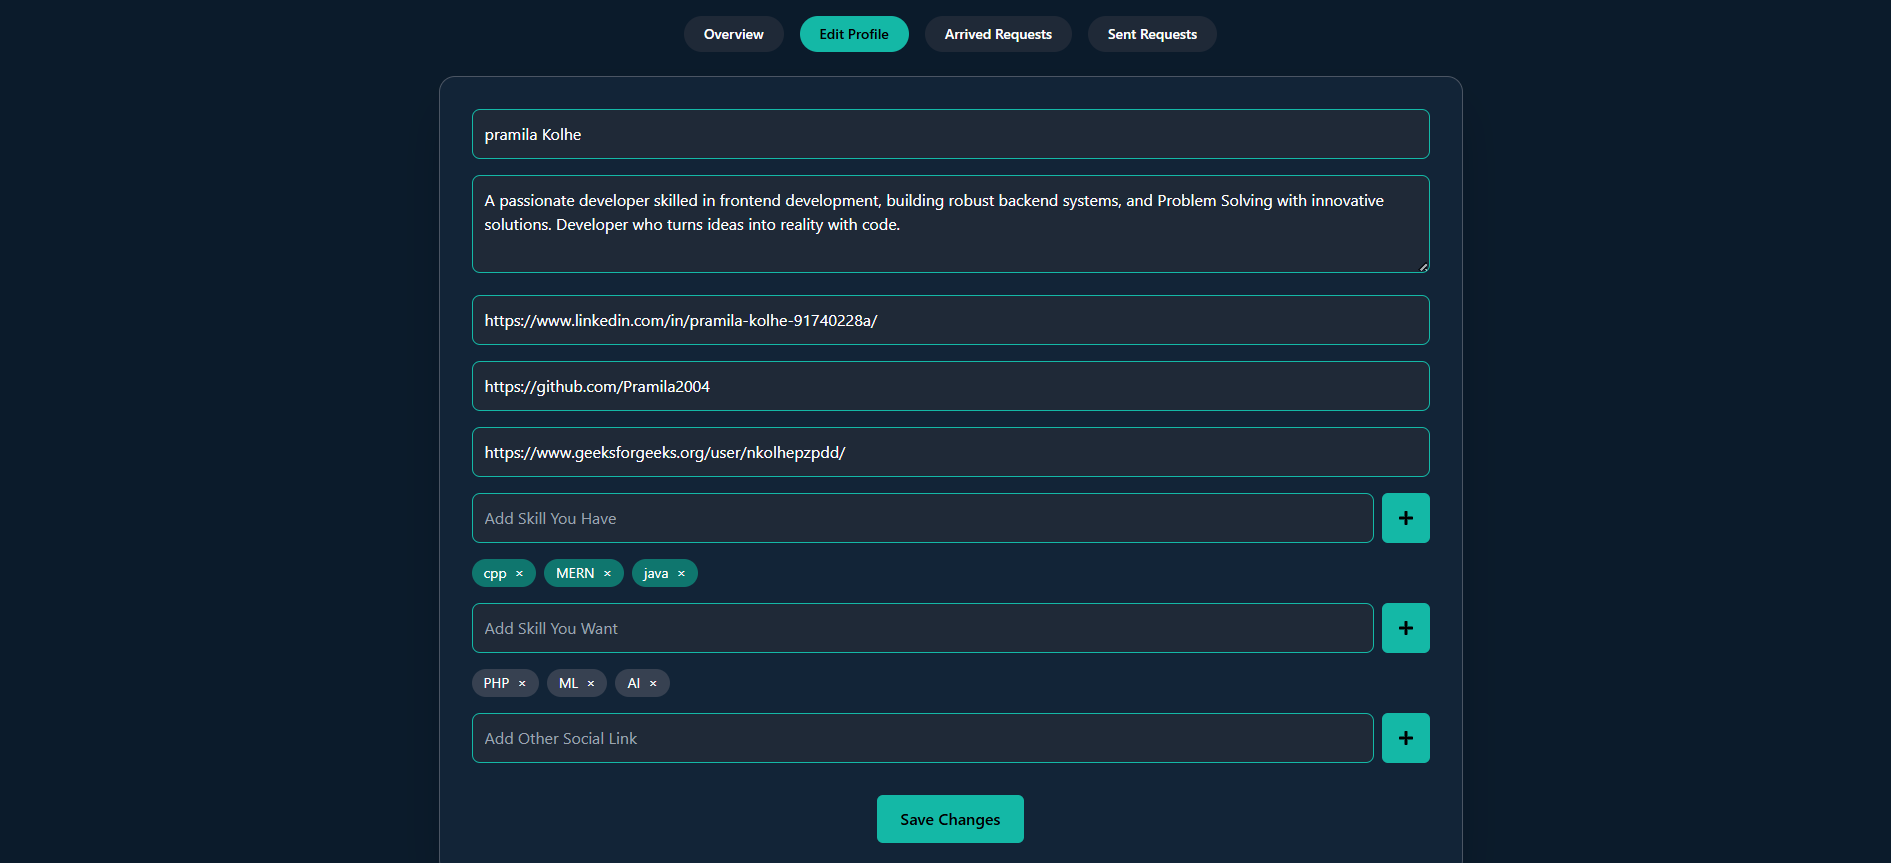 Overview Edit Profile Arrived Requests Sent Requests
pramila Kolhe
A passionate developer skilled in frontend development, building robust backend systems, and Problem Solving with innovative
solutions. Developer who turns ideas into reality with code.
https://www.linkedin.com/in/pramila-kolhe-91740228a/
https://github.com/Pramila2004
https://www.geeksforgeeks.org/user/nkolhepzpdd/
Add Skill You Have +
cpp × MERN × java ×
Add Skill You Want +
PHP × ML × AI ×
Add Other Social Link +
Save Changes